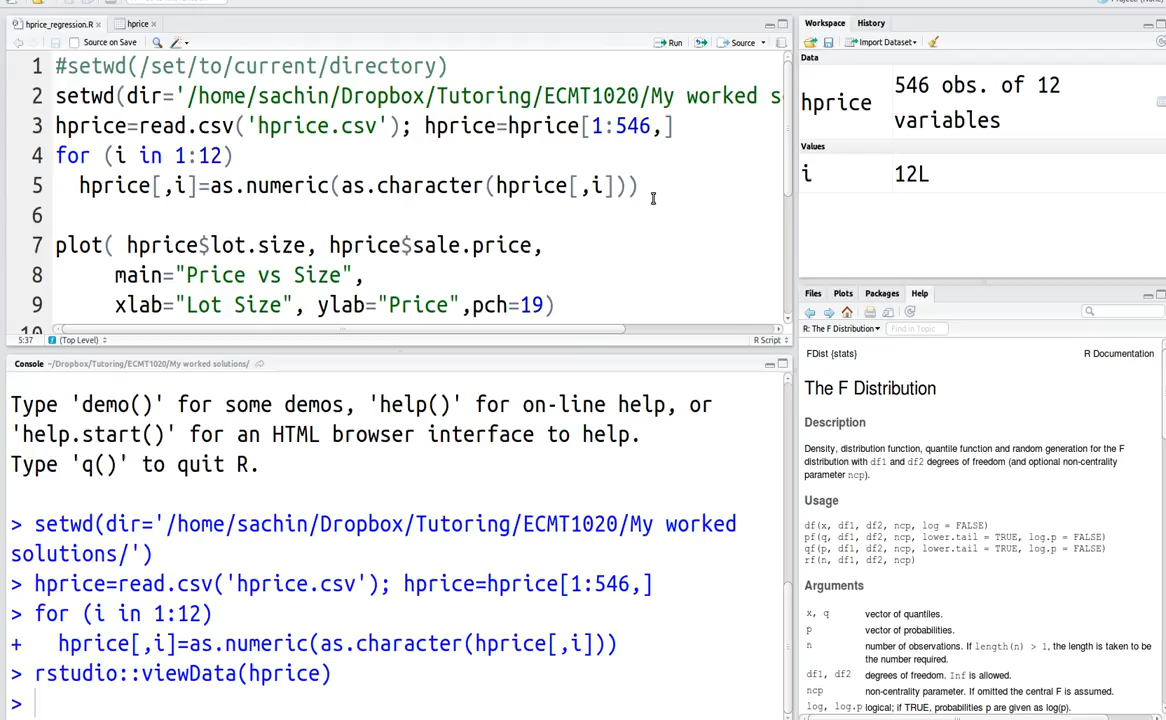 hprice_regression.R
hprice
Source on Save
Run
Source
1 #setwd(/set/to/current/directory)
2 setwd(dir='/home/sachin/Dropbox/Tutoring/ECMT1020/My worked s
3 hprice=read.csv('hprice.csv'); hprice=hprice[1:546,]
4 for (i in 1:12)
5 hprice[,i]=as.numeric(as.character(hprice[,i]))
6
7 plot( hprice$lot.size, hprice$sale.price,
8 main="Price vs Size",
9 xlab="Lot Size", ylab="Price",pch=19)
10
5:37
(Top Level)
R Script
Console ~/Dropbox/Tutoring/ECMT1020/My worked solutions/
Type 'demo()' for some demos, 'help()' for on-line help, or
'help.start()' for an HTML browser interface to help.
Type 'q()' to quit R.
> setwd(dir='/home/sachin/Dropbox/Tutoring/ECMT1020/My worked
solutions/')
> hprice=read.csv('hprice.csv'); hprice=hprice[1:546,]
> for (i in 1:12)
+ hprice[,i]=as.numeric(as.character(hprice[,i]))
> rstudio::viewData(hprice)
>
Workspace History
Import Dataset
Data
hprice 546 obs. of 12
variables
Values
i 12L
Files Plots Packages Help
R: The F Distribution Find in Topic
FDist {stats} R Documentation
The F Distribution
Description
Density, distribution function, quantile function and random generation for the F
distribution with df1 and df2 degrees of freedom (and optional non-centrality
parameter ncp).
Usage
df(x, df1, df2, ncp, log = FALSE)
pf(q, df1, df2, ncp, lower.tail = TRUE, log.p = FALSE)
qf(p, df1, df2, ncp, lower.tail = TRUE, log.p = FALSE)
rf(n, df1, df2, ncp)
Arguments
x, q vector of quantiles.
p vector of probabilities.
n number of observations. If length(n) > 1, the length is taken to be
the number required.
df1, df2 degrees of freedom. Inf is allowed.
ncp non-centrality parameter. If omitted the central F is assumed.
log, log.p logical; if TRUE, probabilities p are given as log(p).